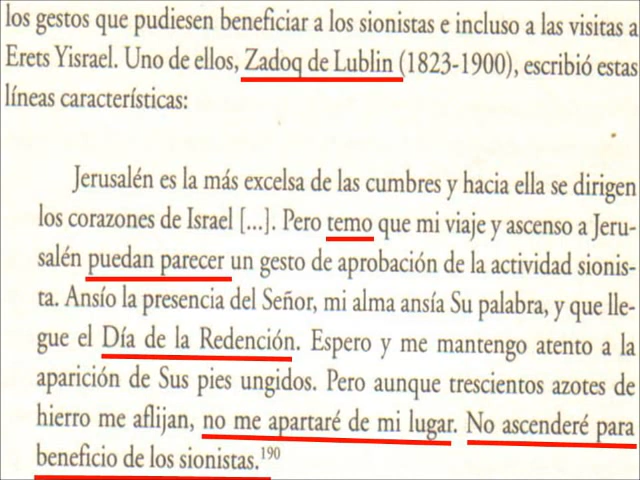 los gestos que pudiesen beneficiar a los sionistas e incluso a las visitas a
Erets Yisrael. Uno de ellos, Zadoq de Lublin (1823-1900), escribió estas
líneas características:
Jerusalén es la más excelsa de las cumbres y hacia ella se dirigen
los corazones de Israel [...]. Pero temo que mi viaje y ascenso a Jeru-
salén puedan parecer un gesto de aprobación de la actividad sionis-
ta. Ansío la presencia del Señor, mi alma ansía Su palabra, y que lle-
gue el Día de la Redención. Espero y me mantengo atento a la
aparición de Sus pies ungidos. Pero aunque trescientos azotes de
hierro me aflijan, no me apartaré de mi lugar. No ascenderé para
beneficio de los sionistas.190